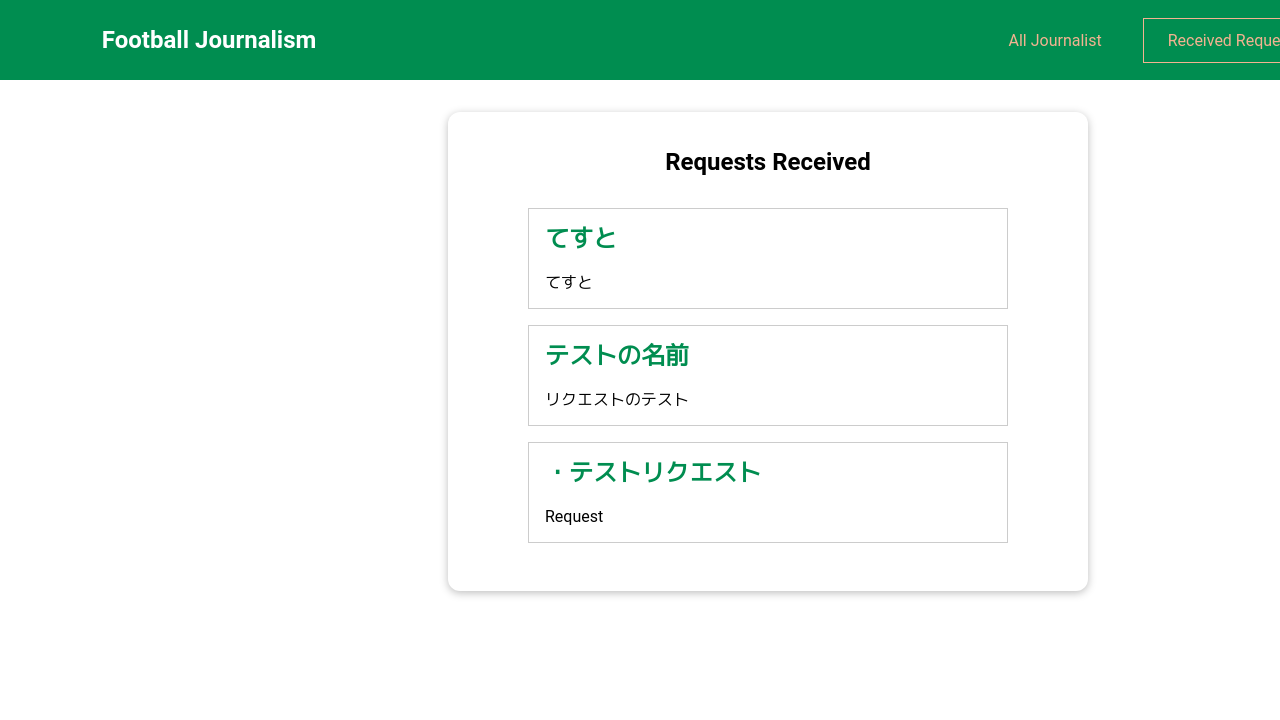 Football Journalism
All Journalist
Received Reque
Requests Received
てすと
てすと
テストの名前
リクエストのテスト
・テストリクエスト
Request